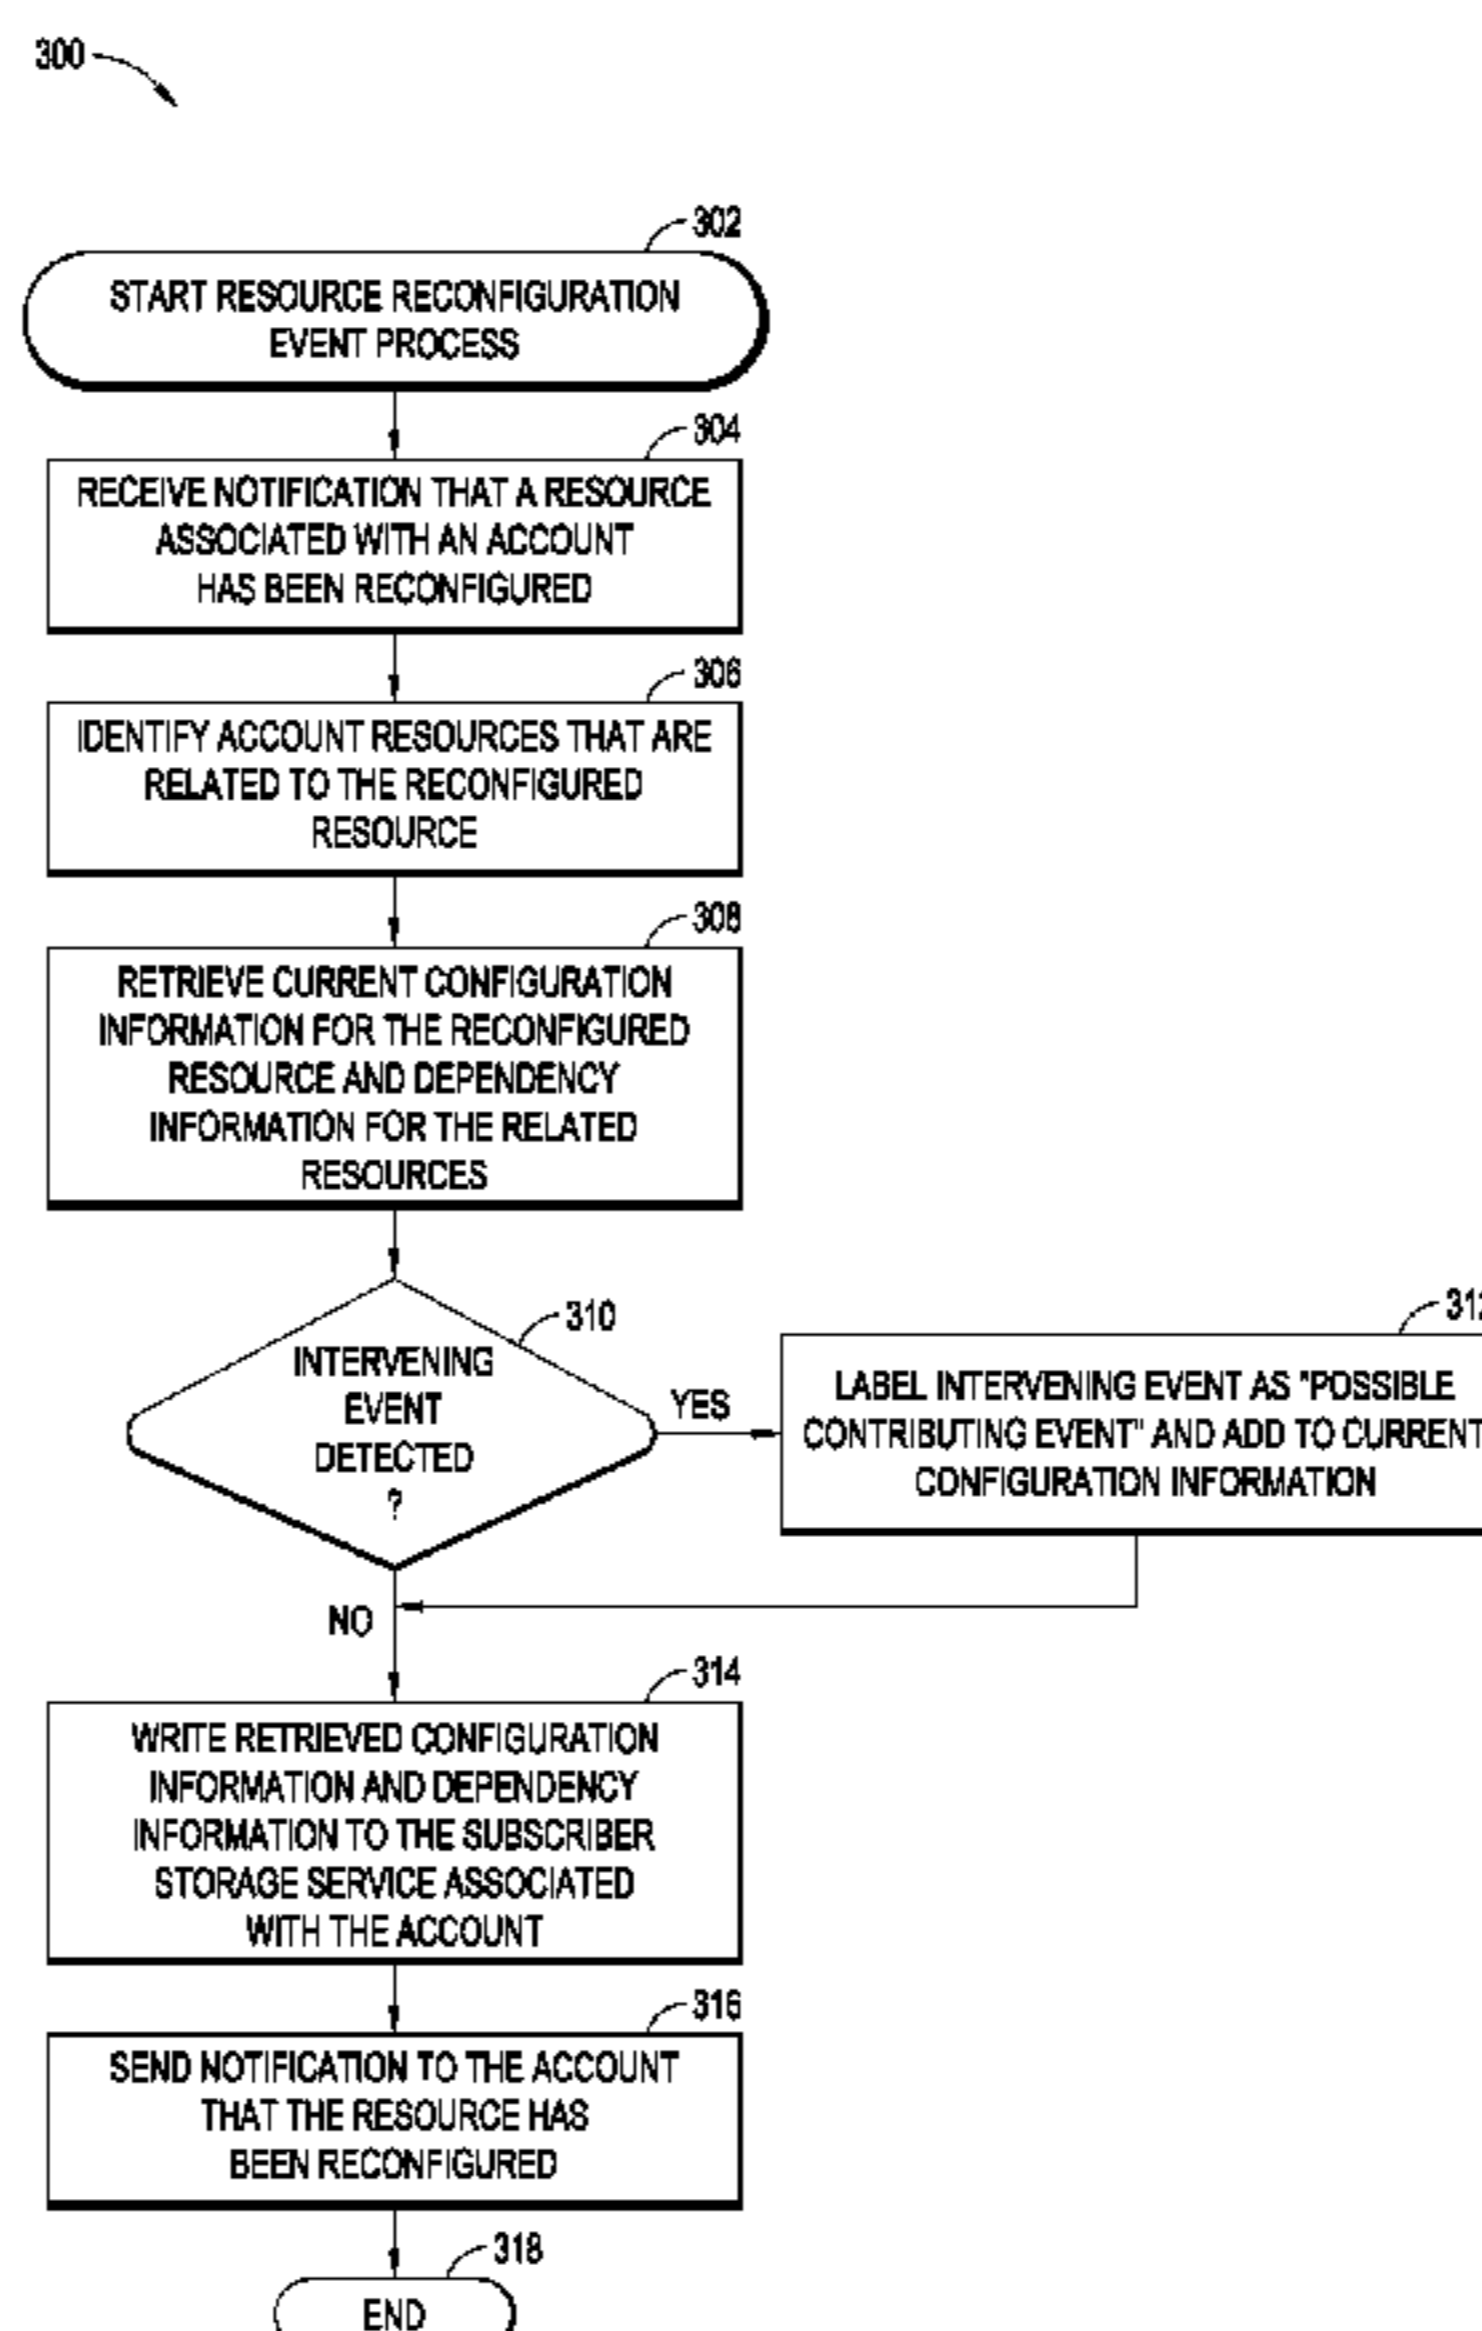 300
302
START RESOURCE RECONFIGURATION
EVENT PROCESS
304
RECEIVE NOTIFICATION THAT A RESOURCE
ASSOCIATED WITH AN ACCOUNT
HAS BEEN RECONFIGURED
306
IDENTIFY ACCOUNT RESOURCES THAT ARE
RELATED TO THE RECONFIGURED
RESOURCE
308
RETRIEVE CURRENT CONFIGURATION
INFORMATION FOR THE RECONFIGURED
RESOURCE AND DEPENDENCY
INFORMATION FOR THE RELATED
RESOURCES
310
INTERVENING
EVENT
DETECTED
?
YES
LABEL INTERVENING EVENT AS "POSSIBLE
CONTRIBUTING EVENT" AND ADD TO CURRENT
CONFIGURATION INFORMATION
NO
314
WRITE RETRIEVED CONFIGURATION
INFORMATION AND DEPENDENCY
INFORMATION TO THE SUBSCRIBER
STORAGE SERVICE ASSOCIATED
WITH THE ACCOUNT
316
SEND NOTIFICATION TO THE ACCOUNT
THAT THE RESOURCE HAS
BEEN RECONFIGURED
318
END